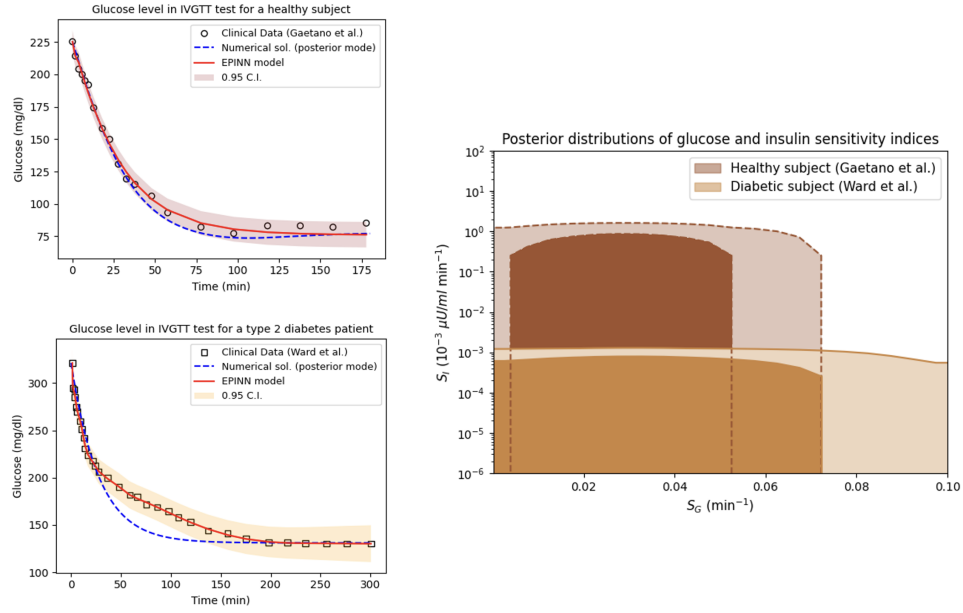 Glucose level in IVGTT test for a healthy subject
Clinical Data (Gaetano et al.)
Numerical sol. (posterior mode)
EPINN model
0.95 C.I.
Glucose (mg/dl)
225
200
175
150
125
100
75
0 25 50 75 100 125 150 175
Time (min)
Glucose level in IVGTT test for a type 2 diabetes patient
Clinical Data (Ward et al.)
Numerical sol. (posterior mode)
EPINN model
0.95 C.I.
Glucose (mg/dl)
300
250
200
150
100
0 50 100 150 200 250 300
Time (min)
Posterior distributions of glucose and insulin sensitivity indices
Healthy subject (Gaetano et al.)
Diabetic subject (Ward et al.)
S_I (10⁻³ μU/ml min⁻¹)
10²
10¹
10⁰
10⁻¹
10⁻²
10⁻³
10⁻⁴
10⁻⁵
10⁻⁶
0.02 0.04 0.06 0.08 0.10
S_G (min⁻¹)